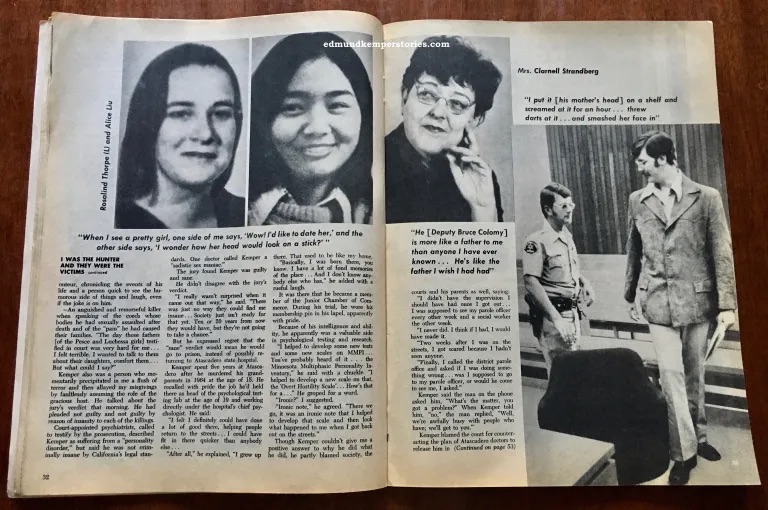 edmundkemperstories.com
Rosalind Thorpe (L) and Alice Liu
"When I see a pretty girl, one side of me says, 'Wow! I'd like to date her,' and the
other side says, 'I wonder how her head would look on a stick?' "
I WAS THE HUNTER
AND THEY WERE THE
VICTIMS continued
conteur, chronicling the events of his
life and a person quick to see the hu-
morous side of things and laugh, even
if the joke is on him.
—An anguished and remorseful killer
when speaking of the coeds whose
bodies he had sexually assaulted after
death and of the "pain" he had caused
their families. "The day those fathers
[of the Pesce and Luchessa girls] testi-
fied in court was very hard for me . . .
I felt terrible. I wanted to talk to them
about their daughters, comfort them. . .
But what could I say?"
Kemper also was a person who mo-
mentarily precipitated in me a flush of
terror and then allayed my misgivings
by faultlessly assuming the role of the
gracious host. He talked about the
jury's verdict that morning. He had
pleaded not guilty and not guilty by
reason of insanity to each of the killings.
Court-appointed psychiatrists, called
to testify by the prosecution, described
Kemper as suffering from a "personality
disorder," but said he was not crim-
inally insane by California's legal stan-
32
dards. One doctor called Kemper a
"sadistic sex maniac."
The jury found Kemper was guilty
and sane.
He didn't disagree with the jury's
verdict.
"I really wasn't surprised when it
came out that way," he said. "There
was just no way they could find me
insane . . . Society just isn't ready for
that yet. Ten or 20 years from now
they would have, but they're not going
to take a chance."
But he expressed regret that the
"sane" verdict would mean he would
go to prison, instead of possibly re-
turning to Atascadero state hospital.
Kemper spent five years at Atasca-
dero after he murdered his grand-
parents in 1964 at the age of 15. He
recalled with pride the job he'd held
there as head of the psychological test-
ing lab at the age of 19 and working
directly under the hospital's chief psy-
chologist. He said:
"I felt I definitely could have done
a lot of good there, helping people
return to the streets . . . I could have
fit in there quicker than anybody
else . . .
"After all," he explained, "I grew up
there. That used to be like my home.
"Basically, I was born there, you
know. I have a lot of fond memories
of the place . . . And I don't know any-
body else who has," he added with a
rueful laugh.
It was there that he became a mem-
ber of the Junior Chamber of Com-
merce. During his trial, he wore his
membership pin in his lapel, apparently
with pride.
Because of his intelligence and abil-
ity, he apparently was a valuable aide
in psychological testing and research.
"I helped to develop some new tests
and some new scales on MMPI . . .
You've probably heard of it . . . the
Minnesota Multiphasic Personality In-
ventory," he said with a chuckle. "I
helped to develop a new scale on that,
the 'Overt Hostility Scale' . . . How's that
for a . . ." He groped for a word.
"Ironic?" I suggested.
"Ironic note," he agreed. "There we
go, it was an ironic note that I helped
to develop that scale and then look
what happened to me when I got back
out on the streets."
Though Kemper couldn't give me a
positive answer to why he did what
he did, he partly blamed the society, the
"He [Deputy Bruce Colomy]
is more like a father to me
than anyone I have ever
known . . . He's like the
father I wish I had had"
courts and his parents as well, saying:
"I didn't have the supervision I
should have had once I got out . . .
I was supposed to see my parole officer
every other week and a social worker
the other week.
"I never did. I think if I had, I would
have made it.
"Two weeks after I was on the
streets, I got scared because I hadn't
seen anyone.
"Finally, I called the district parole
office and asked if I was doing some-
thing wrong. . . was I supposed to go
to my parole officer, or would he come
to see me, I asked."
Kemper said the man on the phone
asked him, "What's the matter, you
got a problem?" When Kemper told
him, "no," the man replied, "Well,
we're awfully busy with people who
have; we'll get to you."
Kemper blamed the court for counter-
acting the plan of Atascadero doctors to
release him in (Continued on page 53)
Mrs. Clarnell Strandberg
"I put it [his mother's head] on a shelf and
screamed at it for an hour . . . threw
darts at it . . . and smashed her face in"